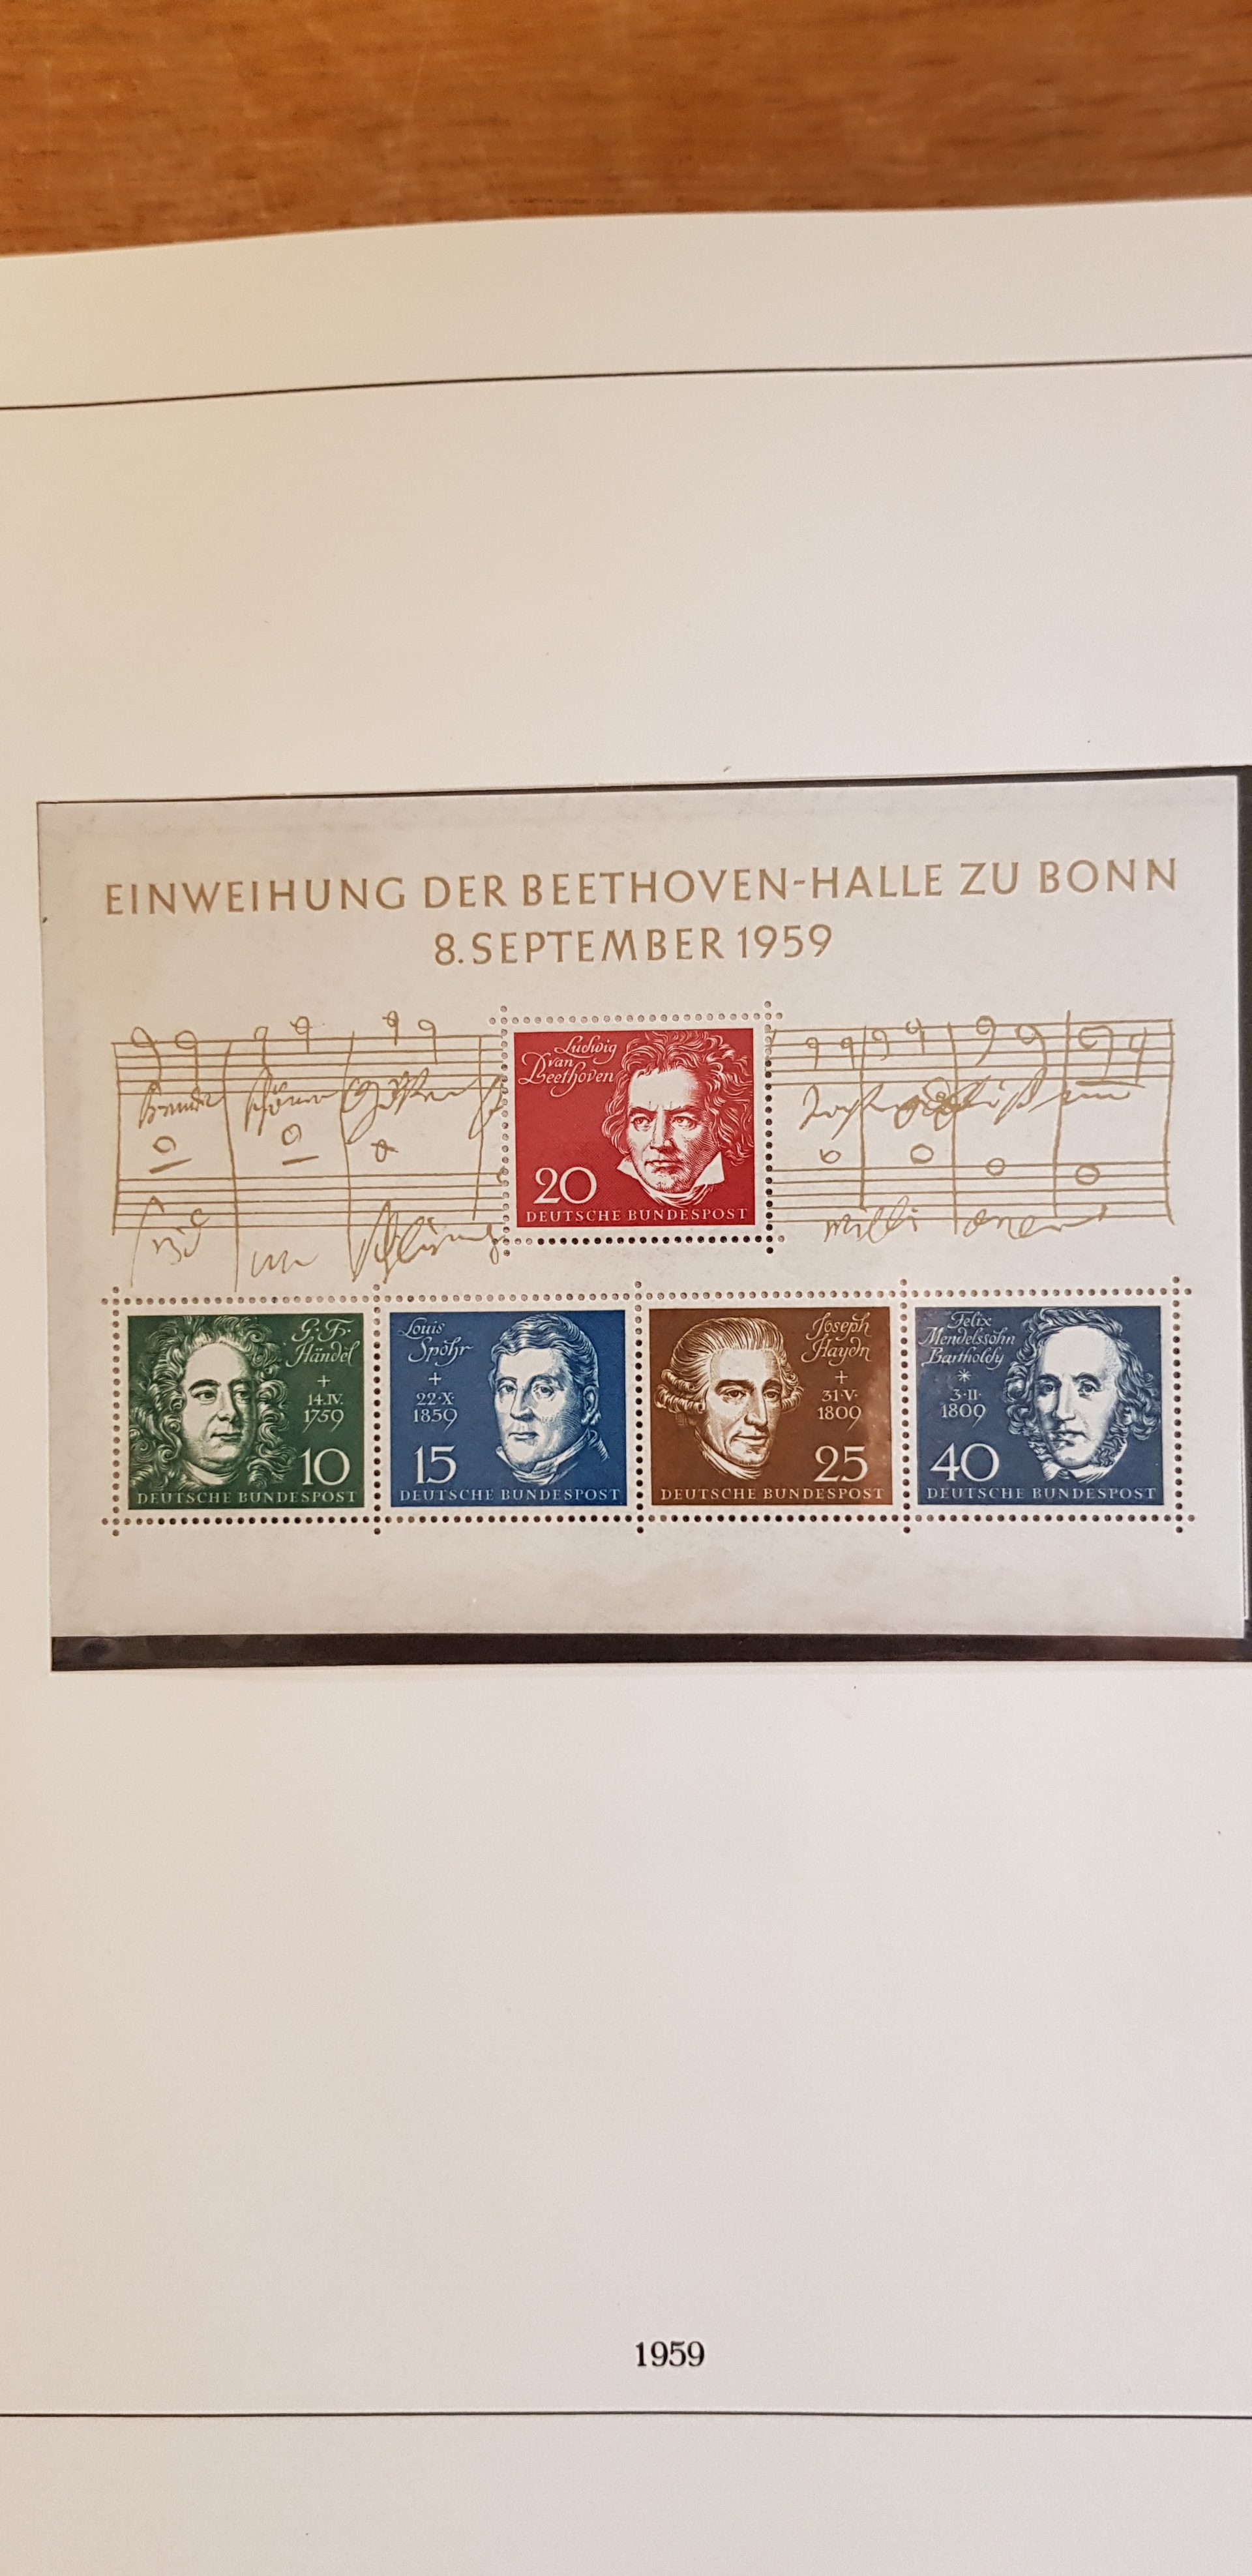 EINWEIHUNG DER BEETHOVEN-HALLE ZU BONN
8. SEPTEMBER 1959
Ludwig
van
Beethoven
20
DEUTSCHE BUNDESPOST
G. F.
Händel
+
14.IV.
1759
10
DEUTSCHE BUNDESPOST
Louis
Spohr
+
22·X·
1859
15
DEUTSCHE BUNDESPOST
Joseph
Haydn
+
31·V·
1809
25
DEUTSCHE BUNDESPOST
Felix
Mendelssohn
Bartholdy
*
3·II·
1809
40
DEUTSCHE BUNDESPOST
1959